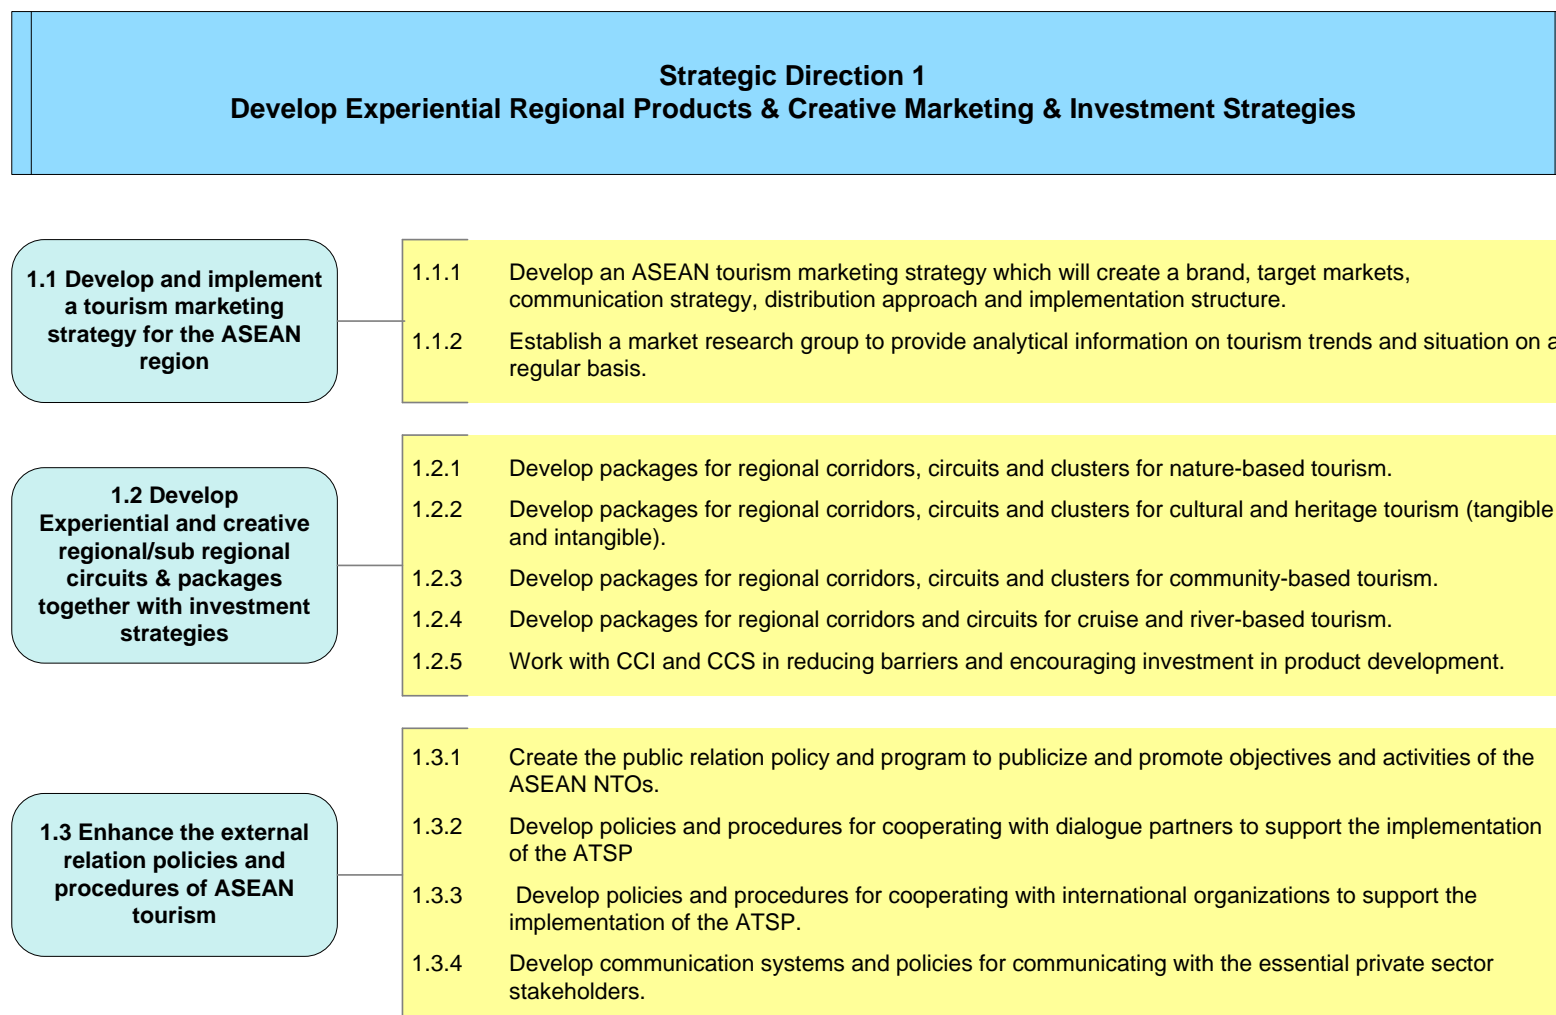 Strategic Direction 1
Develop Experiential Regional Products & Creative Marketing & Investment Strategies
1.1 Develop and implement
a tourism marketing
strategy for the ASEAN
region
1.1.1 Develop an ASEAN tourism marketing strategy which will create a brand, target markets,
communication strategy, distribution approach and implementation structure.
1.1.2 Establish a market research group to provide analytical information on tourism trends and situation on a
regular basis.
1.2 Develop
Experiential and creative
regional/sub regional
circuits & packages
together with investment
strategies
1.2.1 Develop packages for regional corridors, circuits and clusters for nature-based tourism.
1.2.2 Develop packages for regional corridors, circuits and clusters for cultural and heritage tourism (tangible
and intangible).
1.2.3 Develop packages for regional corridors, circuits and clusters for community-based tourism.
1.2.4 Develop packages for regional corridors and circuits for cruise and river-based tourism.
1.2.5 Work with CCI and CCS in reducing barriers and encouraging investment in product development.
1.3 Enhance the external
relation policies and
procedures of ASEAN
tourism
1.3.1 Create the public relation policy and program to publicize and promote objectives and activities of the
ASEAN NTOs.
1.3.2 Develop policies and procedures for cooperating with dialogue partners to support the implementation
of the ATSP
1.3.3 Develop policies and procedures for cooperating with international organizations to support the
implementation of the ATSP.
1.3.4 Develop communication systems and policies for communicating with the essential private sector
stakeholders.